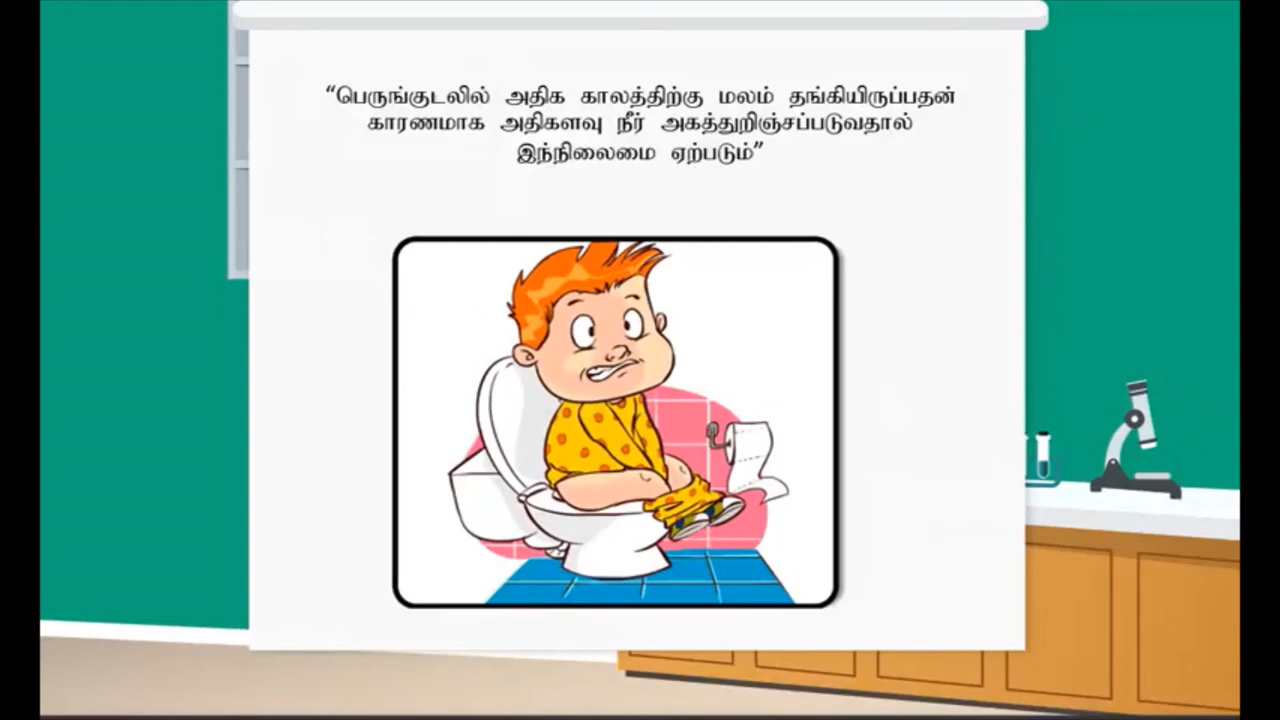 “பெருங்குடலில் அதிக காலத்திற்கு மலம் தங்கியிருப்பதன்
காரணமாக அதிகளவு நீர் அகத்துறிஞ்சப்படுவதால்
இந்நிலைமை ஏற்படும்”